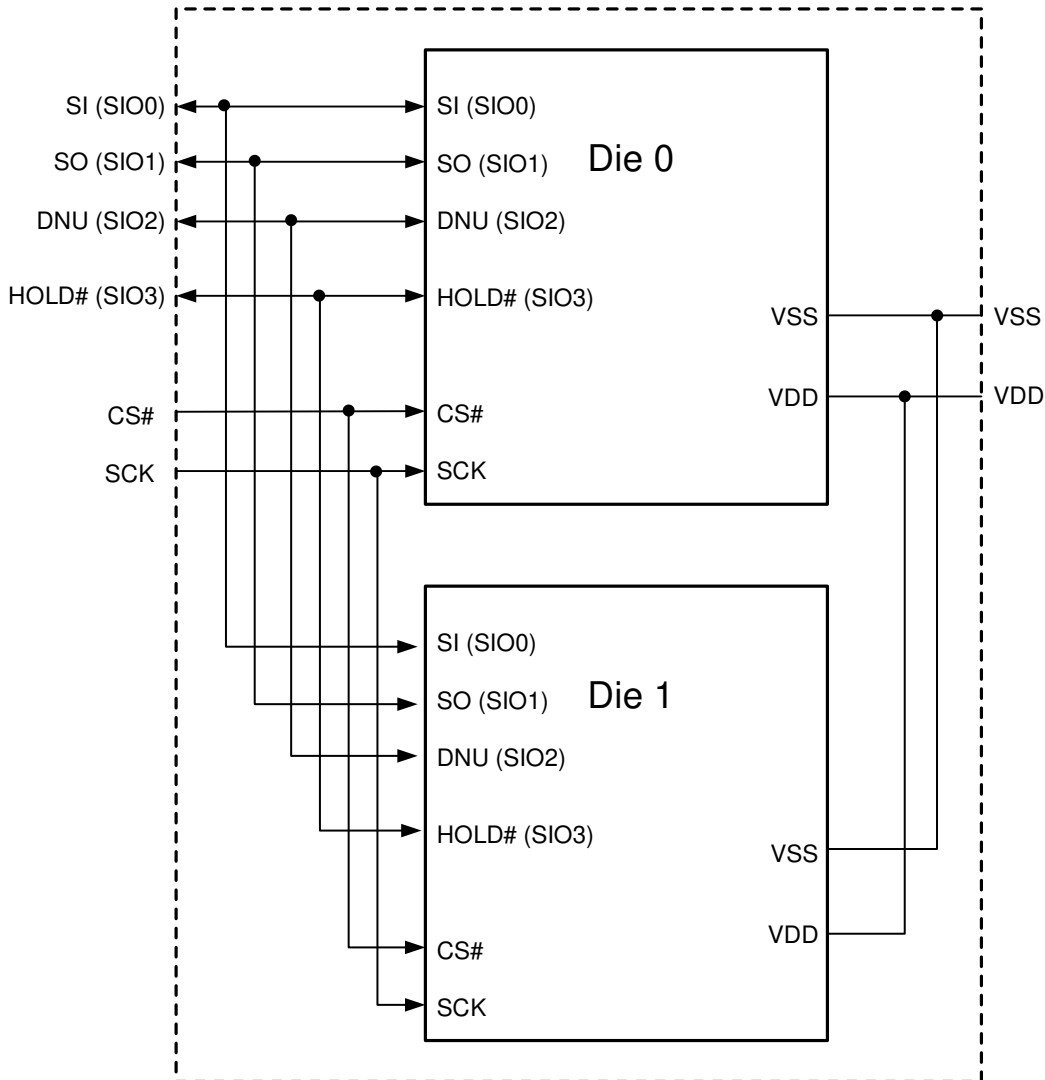 SI (SIO0)
SO (SIO1)
DNU (SIO2)
HOLD# (SIO3)
CS#
SCK
SI (SIO0)
Die 0
SO (SIO1)
DNU (SIO2)
HOLD# (SIO3)
CS#
SCK
VSS
VDD
VSS
VDD
SI (SIO0)
Die 1
SO (SIO1)
DNU (SIO2)
HOLD# (SIO3)
CS#
SCK
VSS
VDD